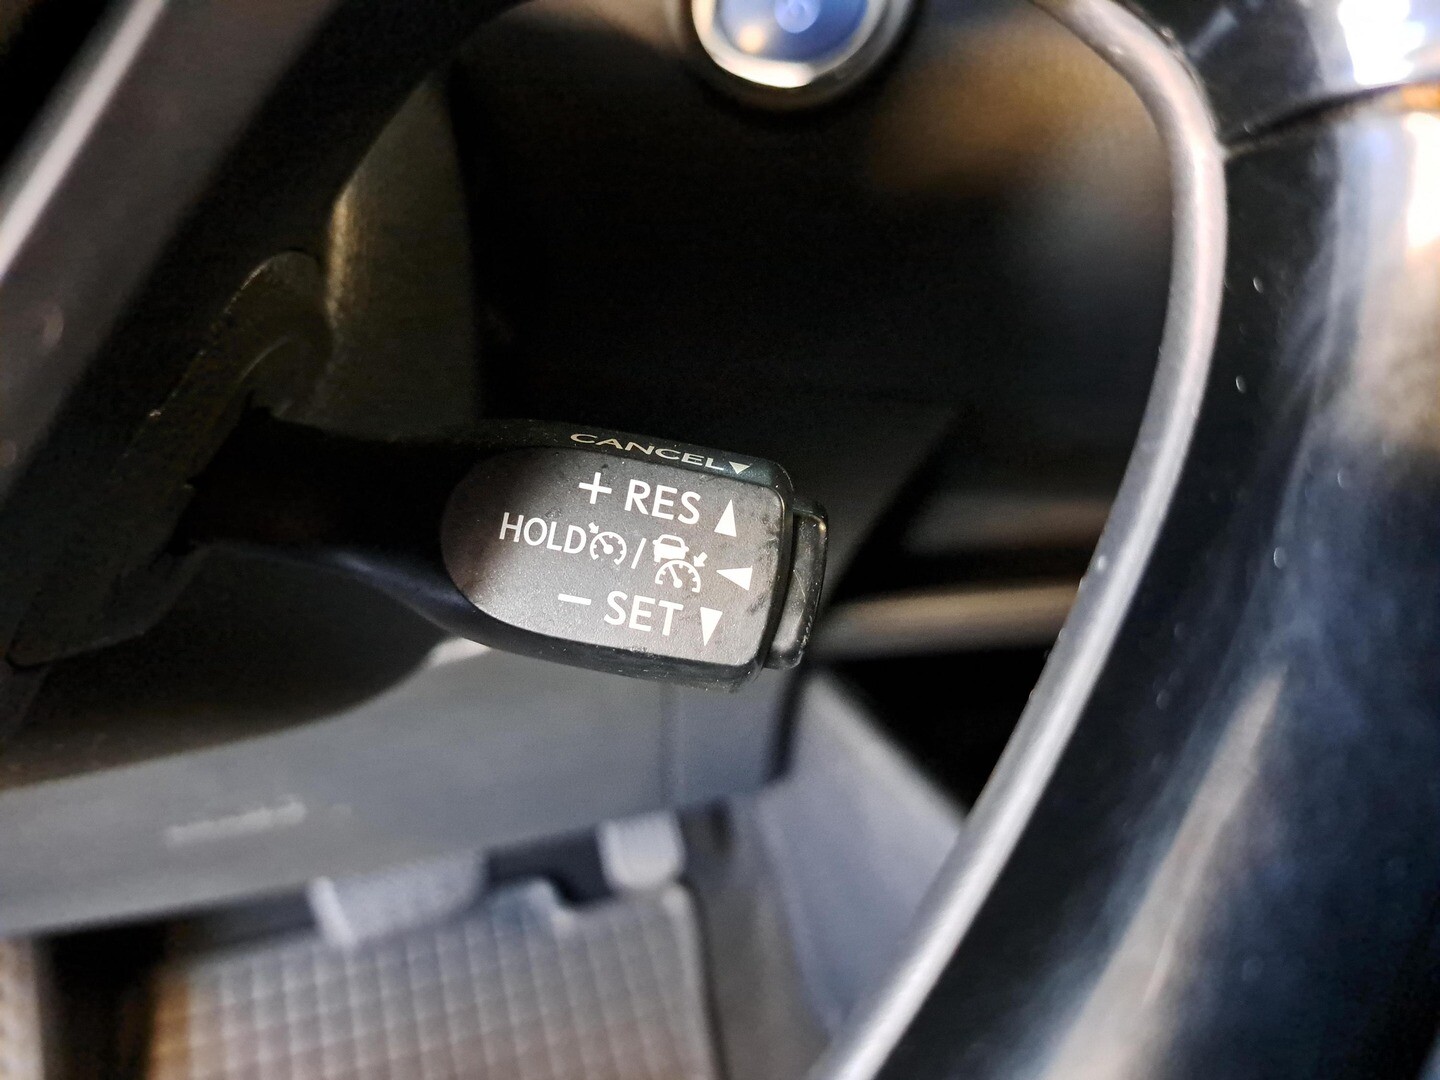 CANCEL
+ RES
HOLD /
- SET